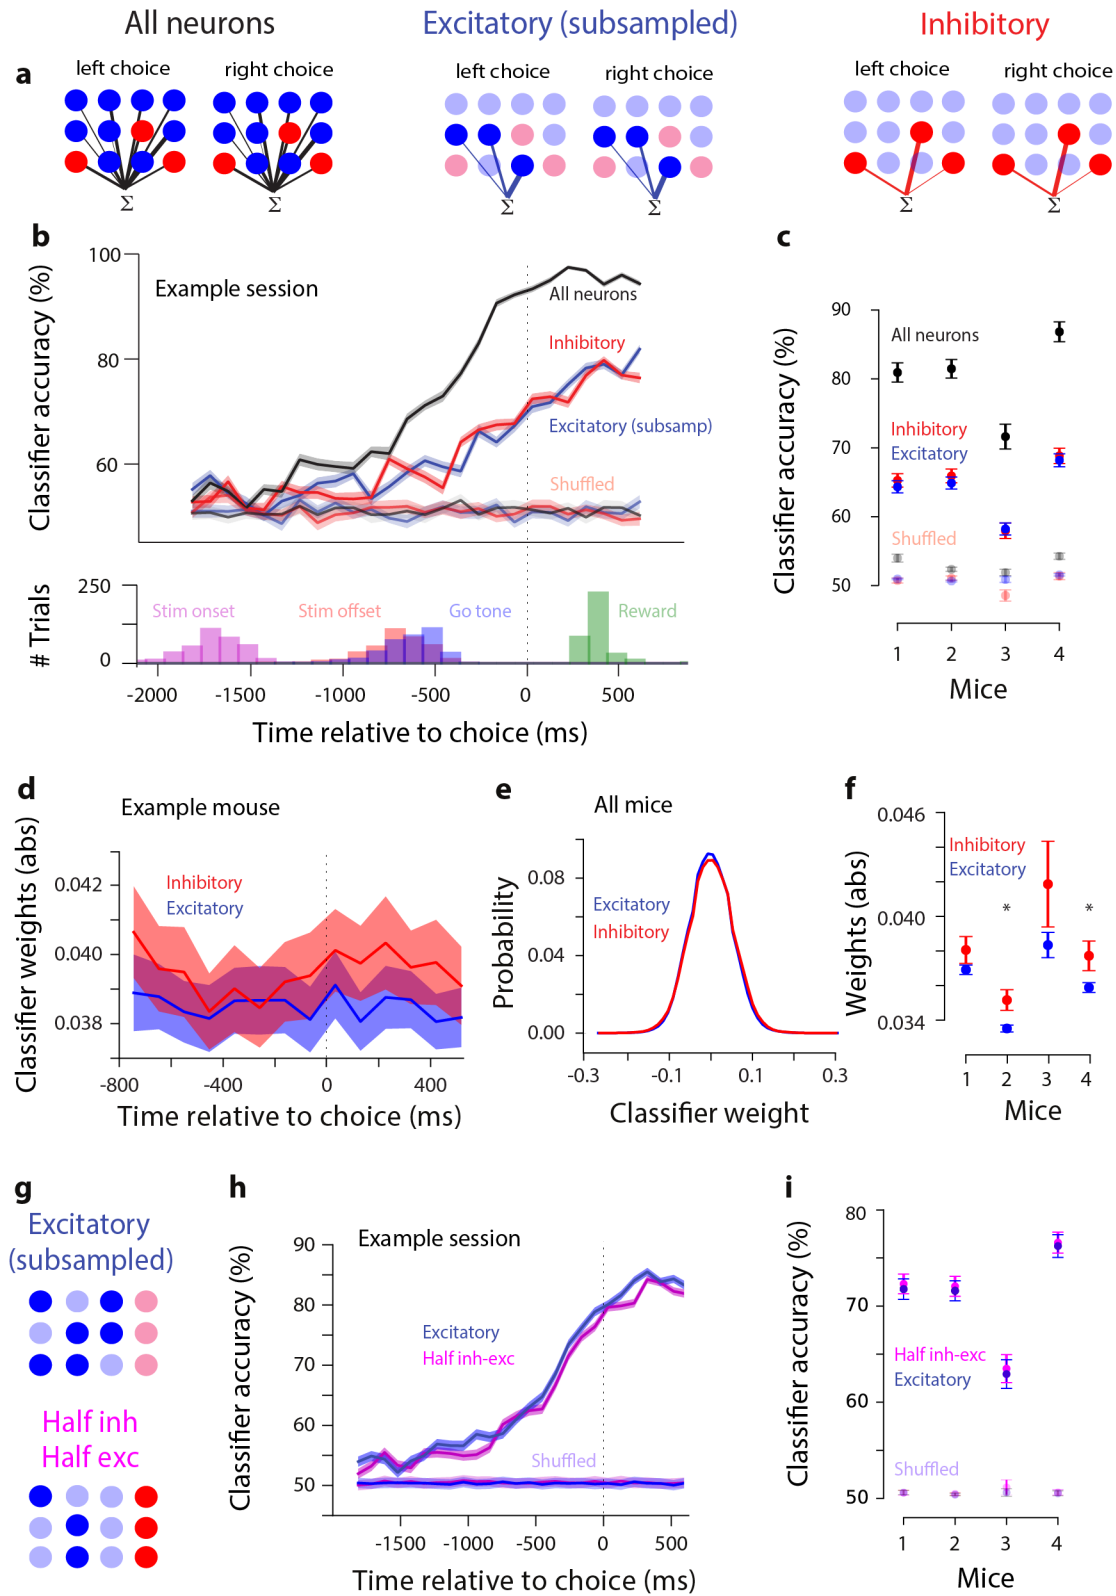 All neurons
Excitatory (subsampled)
Inhibitory
a
left choice
right choice
left choice
right choice
left choice
right choice
Σ
Σ
Σ
Σ
Σ
Σ
b
Example session
Classifier accuracy (%)
100
80
60
All neurons
Inhibitory
Excitatory (subsamp)
Shuffled
# Trials
250
0
Stim onset
Stim offset
Go tone
Reward
-2000
-1500
-1000
-500
0
500
Time relative to choice (ms)
c
Classifier accuracy (%)
90
80
70
60
50
All neurons
Inhibitory
Excitatory
Shuffled
1
2
3
4
Mice
d
Example mouse
Classifier weights (abs)
0.042
0.040
0.038
Inhibitory
Excitatory
-800
-400
0
400
Time relative to choice (ms)
e
All mice
Probability
0.08
0.04
0.00
Excitatory
Inhibitory
-0.3
-0.1
0.1
0.3
Classifier weight
f
Weights (abs)
0.046
0.040
0.034
Inhibitory
Excitatory
*
*
1
2
3
4
Mice
g
Excitatory
(subsampled)
Half inh
Half exc
h
Example session
Classifier accuracy (%)
90
80
70
60
50
Excitatory
Half inh-exc
Shuffled
-1500
-1000
-500
0
500
Time relative to choice (ms)
i
Classifier accuracy (%)
80
70
60
50
Half inh-exc
Excitatory
Shuffled
1
2
3
4
Mice